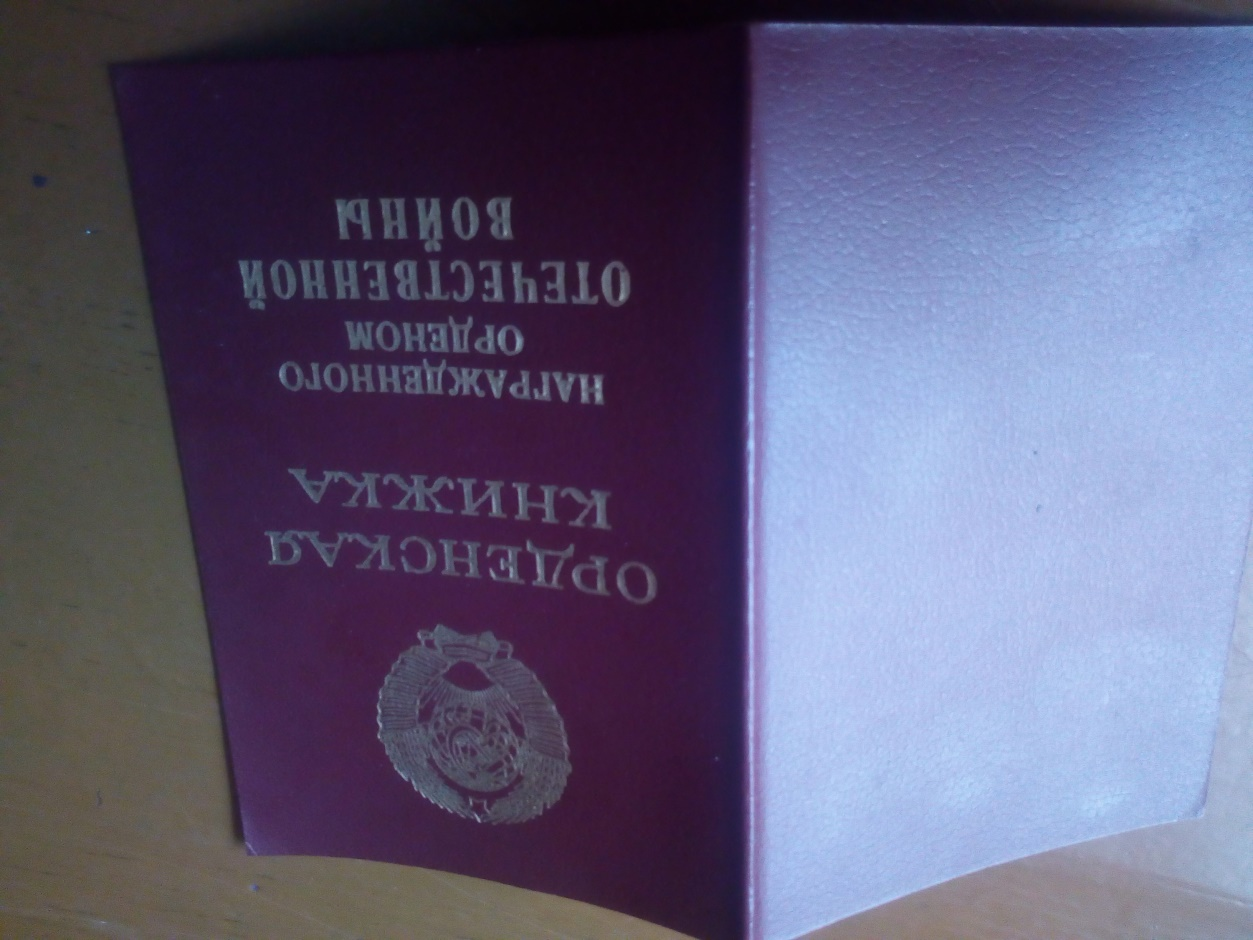 ОРДЕНСКАЯ
КНИЖКА
НАГРАЖДЕННОГО
ОРДЕНОМ
ОТЕЧЕСТВЕННОЙ
ВОЙНЫ